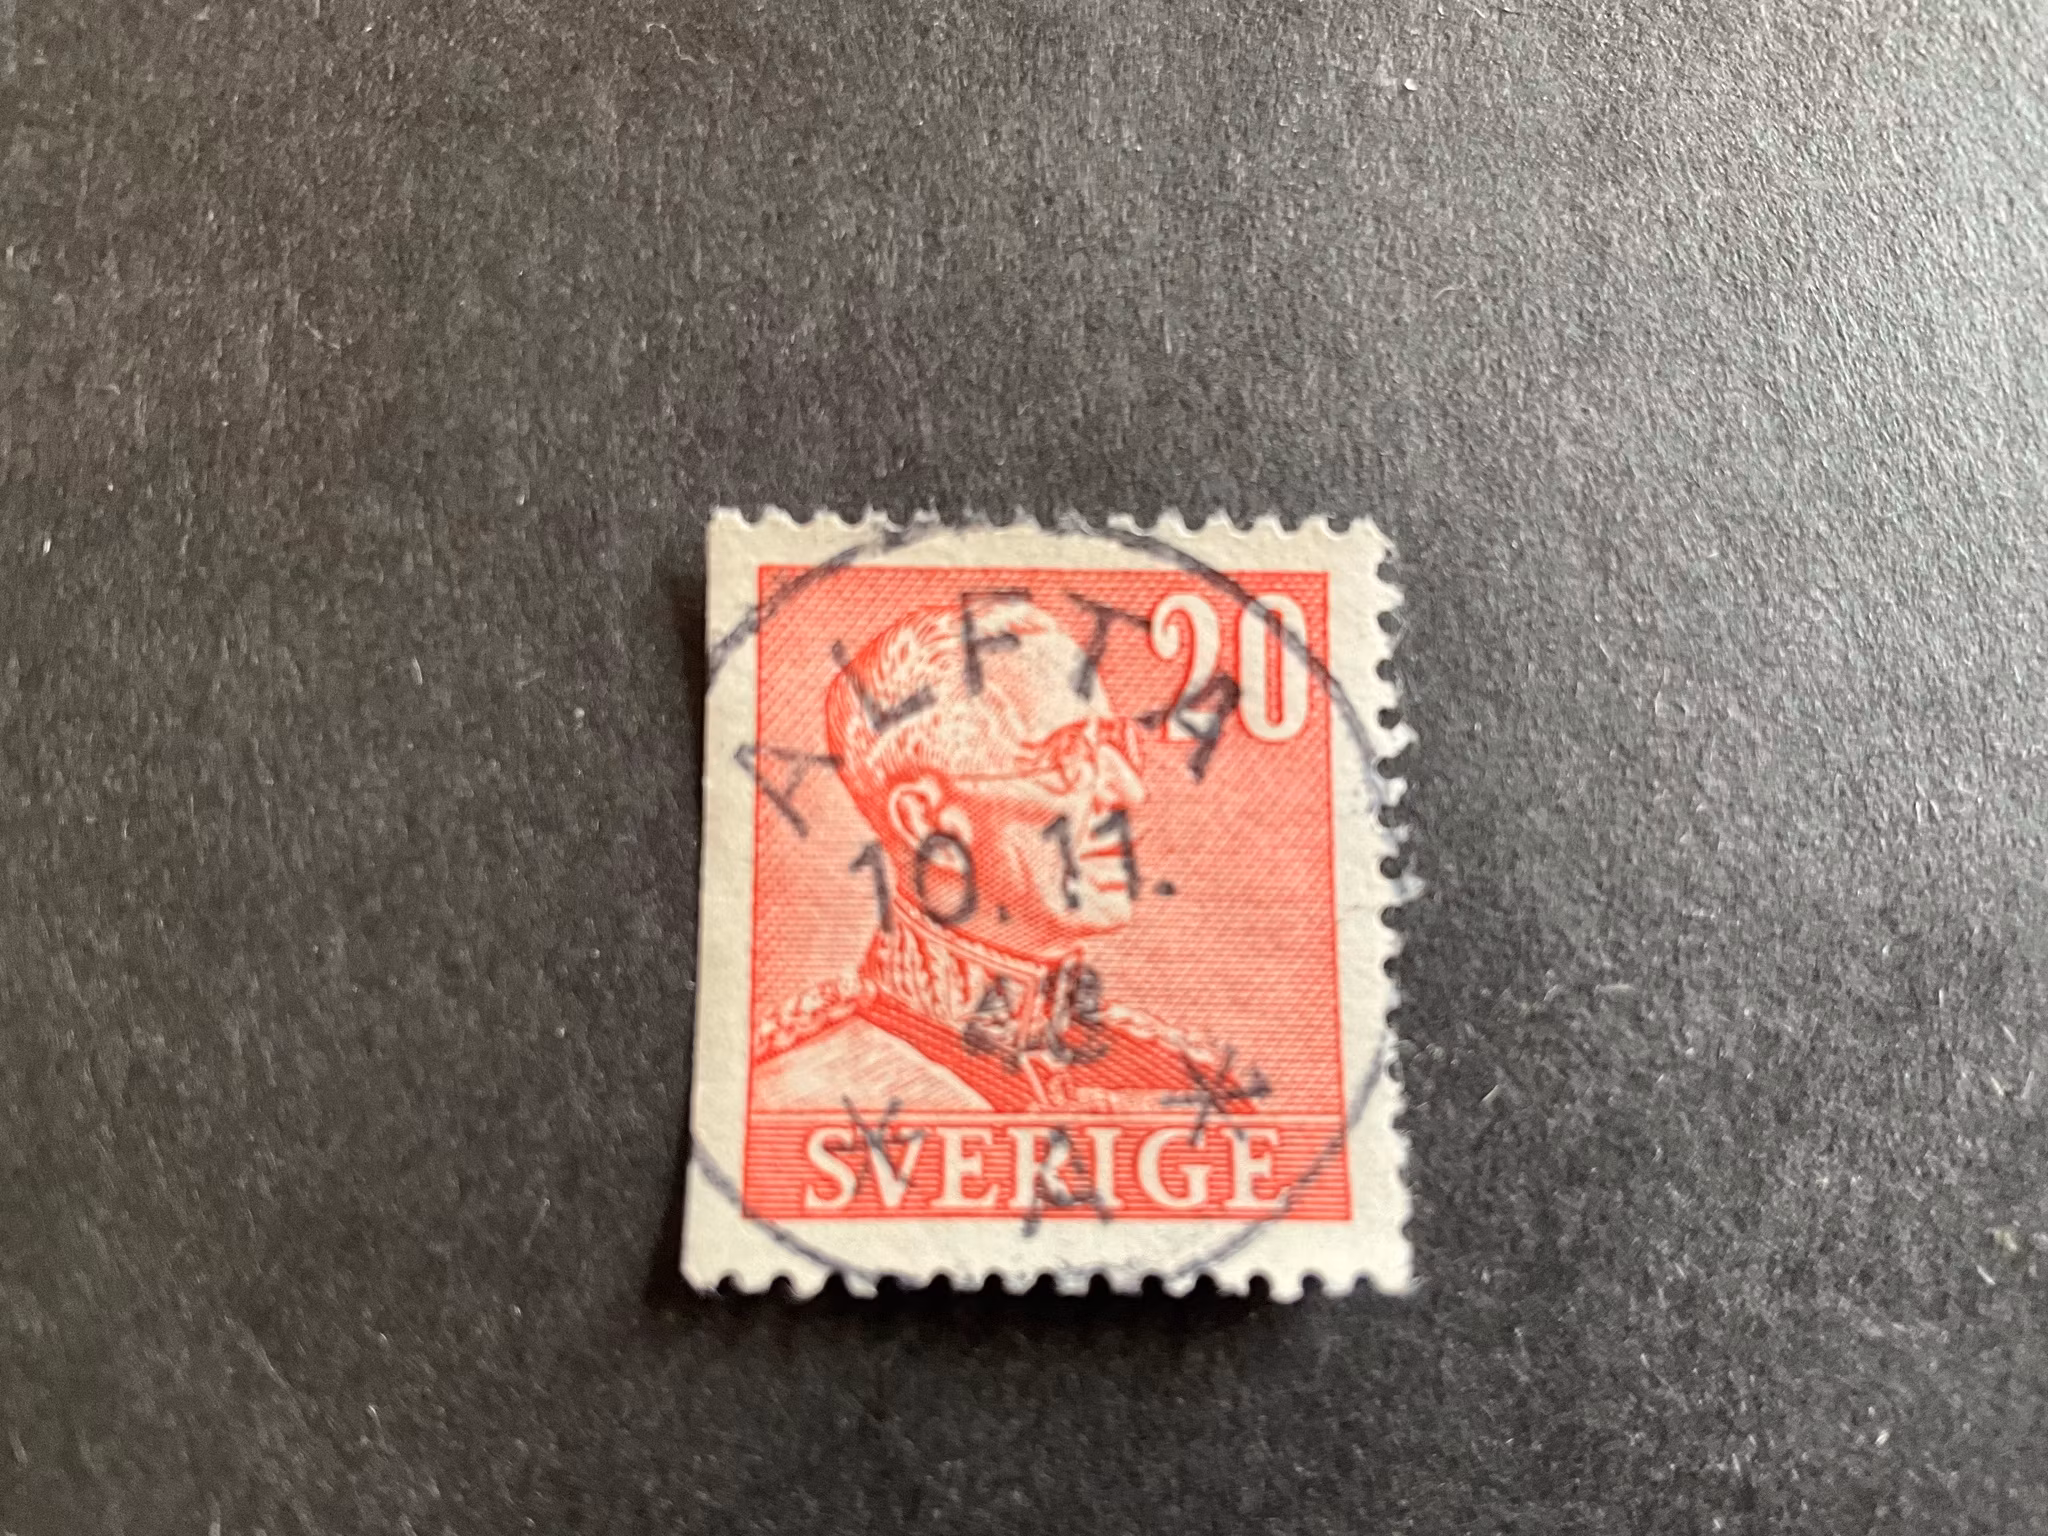 20
ALFTA
10. 11.
48
* A *
SVERIGE